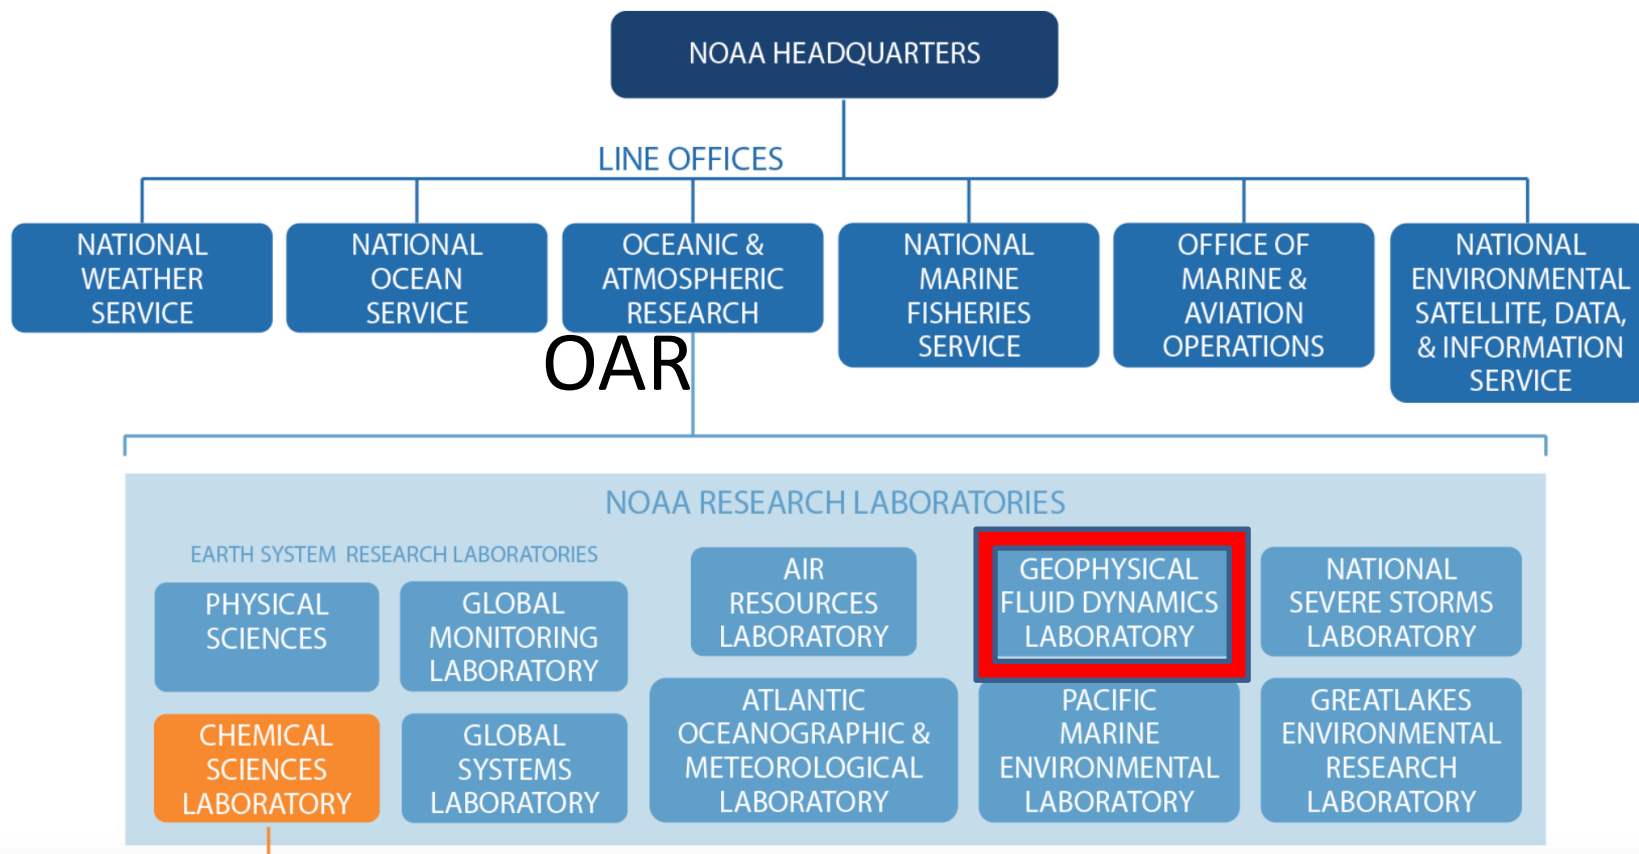 NOAA HEADQUARTERS
LINE OFFICES
NATIONAL
WEATHER
SERVICE
NATIONAL
OCEAN
SERVICE
OCEANIC &
ATMOSPHERIC
RESEARCH
NATIONAL
MARINE
FISHERIES
SERVICE
OFFICE OF
MARINE &
AVIATION
OPERATIONS
NATIONAL
ENVIRONMENTAL
SATELLITE, DATA,
& INFORMATION
SERVICE
OAR
NOAA RESEARCH LABORATORIES
EARTH SYSTEM RESEARCH LABORATORIES
PHYSICAL
SCIENCES
GLOBAL
MONITORING
LABORATORY
CHEMICAL
SCIENCES
LABORATORY
GLOBAL
SYSTEMS
LABORATORY
AIR
RESOURCES
LABORATORY
GEOPHYSICAL
FLUID DYNAMICS
LABORATORY
NATIONAL
SEVERE STORMS
LABORATORY
ATLANTIC
OCEANOGRAPHIC &
METEOROLOGICAL
LABORATORY
PACIFIC
MARINE
ENVIRONMENTAL
LABORATORY
GREATLAKES
ENVIRONMENTAL
RESEARCH
LABORATORY